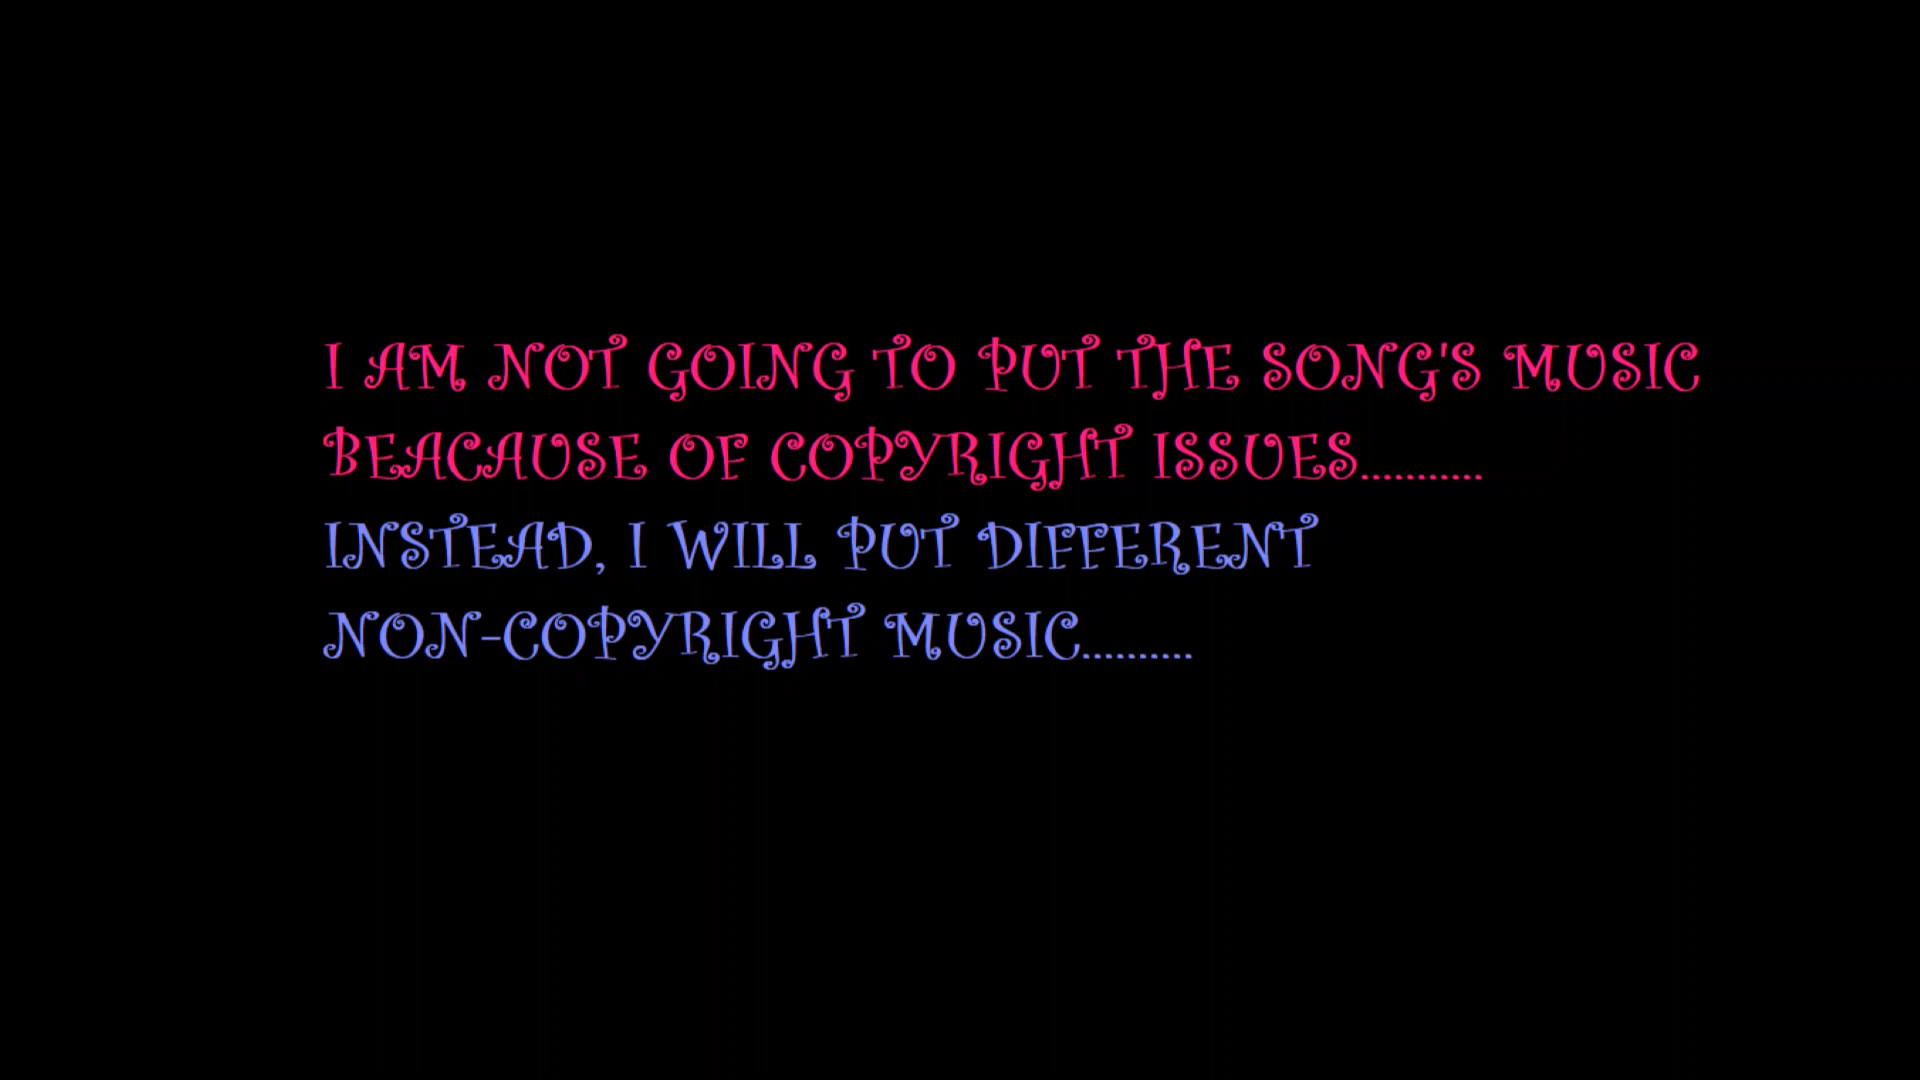 I AM NOT GOING TO PUT THE SONG'S MUSIC
BEACAUSE OF COPYRIGHT ISSUES...........
INSTEAD, I WILL PUT DIFFERENT
NON-COPYRIGHT MUSIC..........